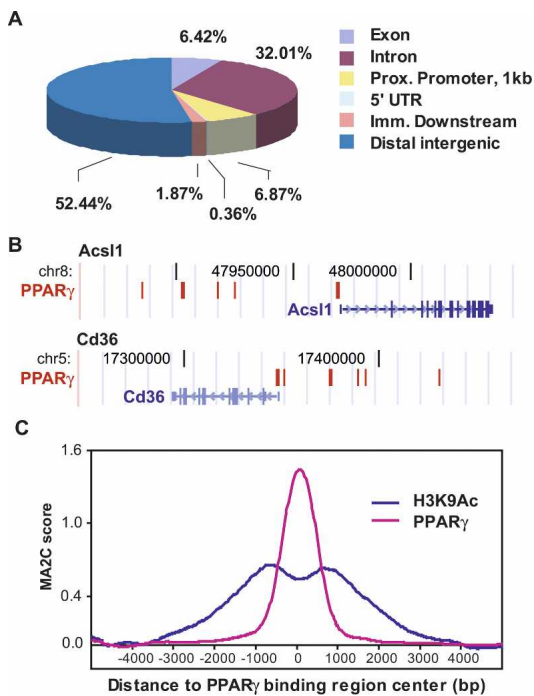 A
6.42%
32.01%
52.44%
1.87%
0.36%
6.87%
Exon
Intron
Prox. Promoter, 1kb
5' UTR
Imm. Downstream
Distal intergenic
B
Acsl1
chr8: 47950000 48000000
PPARγ
Acsl1
Cd36
chr5: 17300000 17400000
PPARγ
Cd36
C
MA2C score
1.6
1.0
0.4
0.0
H3K9Ac
PPARγ
-4000 -3000 -2000 -1000 0 1000 2000 3000 4000
Distance to PPARγ binding region center (bp)